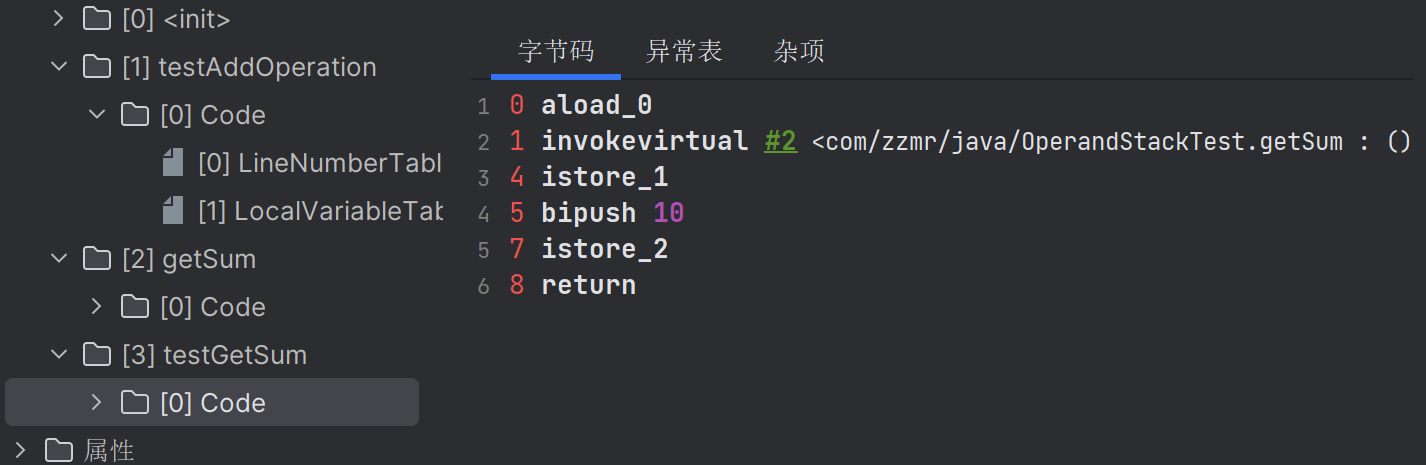 [0] <init>
[1] testAddOperation
[0] Code
[0] LineNumberTabl
[1] LocalVariableTab
[2] getSum
[0] Code
[3] testGetSum
[0] Code
属性
字节码 异常表 杂项
1 0 aload_0
2 1 invokevirtual #2 <com/zzmr/java/OperandStackTest.getSum : ()
3 4 istore_1
4 5 bipush 10
5 7 istore_2
6 8 return